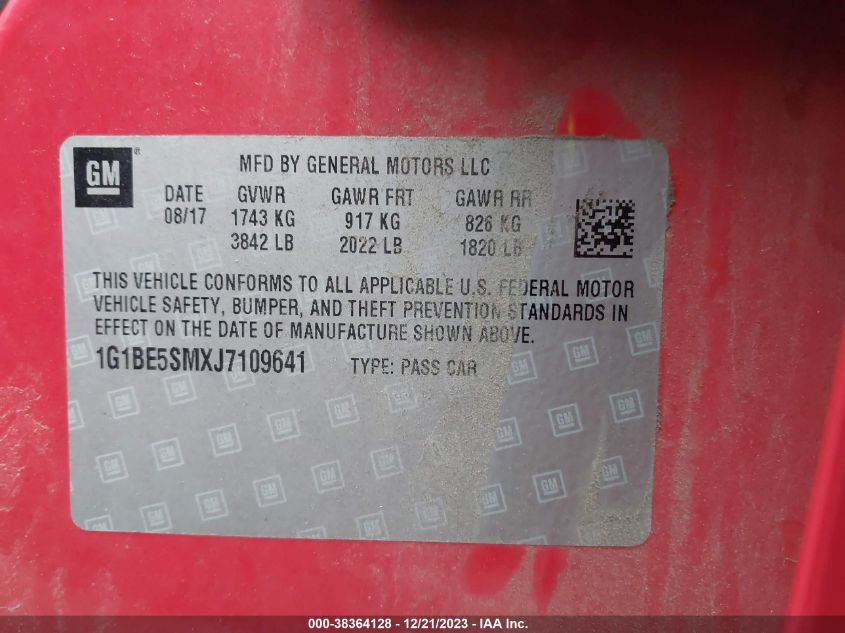 GM ®
MFD BY GENERAL MOTORS LLC
DATE GVWR GAWR FRT GAWR RR
08/17 1743 KG 917 KG 826 KG
3842 LB 2022 LB 1820 LB
THIS VEHICLE CONFORMS TO ALL APPLICABLE U.S. FEDERAL MOTOR
VEHICLE SAFETY, BUMPER, AND THEFT PREVENTION STANDARDS IN
EFFECT ON THE DATE OF MANUFACTURE SHOWN ABOVE.
1G1BE5SMXJ7109641 TYPE: PASS CAR
000-38364128 - 12/21/2023 - IAA Inc.